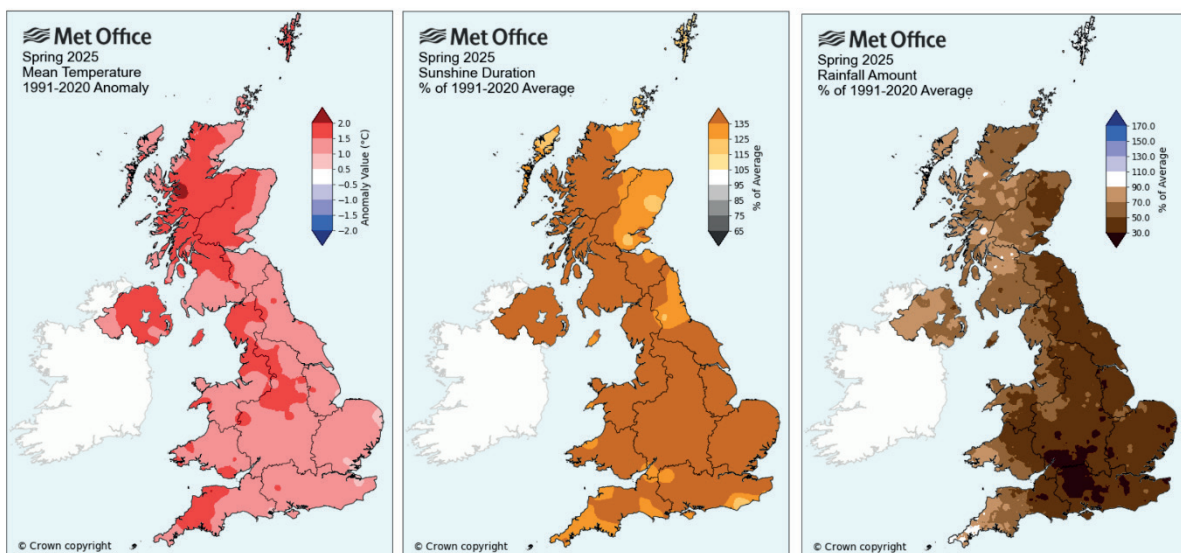 Met Office
Spring 2025
Mean Temperature
1991-2020 Anomaly
2.0
1.5
1.0
0.5
-0.5
-1.0
-1.5
-2.0
Anomaly Value (°C)
© Crown copyright
Met Office
Spring 2025
Sunshine Duration
% of 1991-2020 Average
135
125
115
105
95
85
75
65
% of Average
© Crown copyright
Met Office
Spring 2025
Rainfall Amount
% of 1991-2020 Average
170.0
150.0
130.0
110.0
90.0
70.0
50.0
30.0
% of Average
© Crown copyright